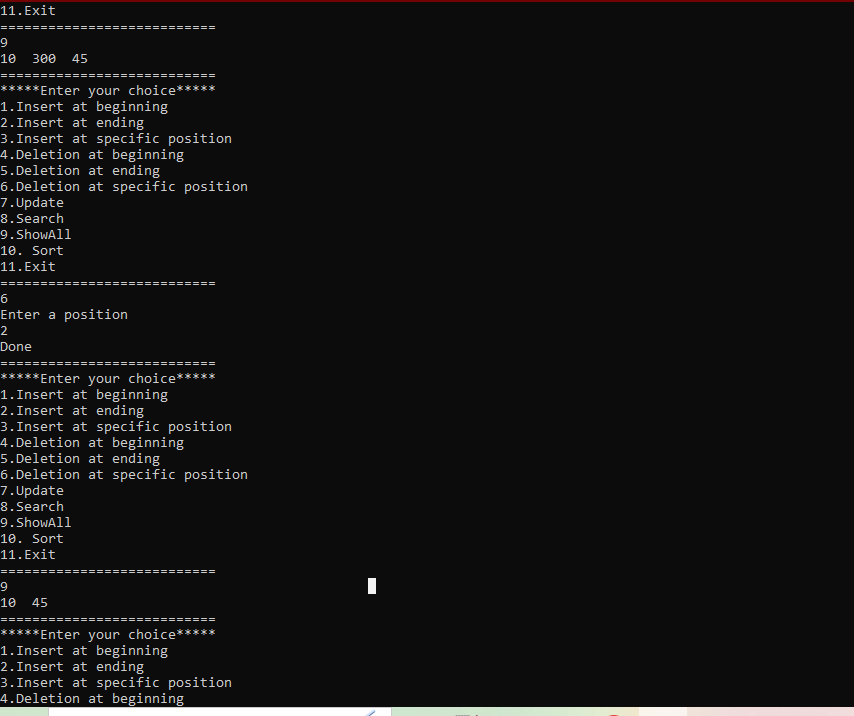 11.Exit
===========================
9
10  300  45
===========================
*****Enter your choice*****
1.Insert at beginning
2.Insert at ending
3.Insert at specific position
4.Deletion at beginning
5.Deletion at ending
6.Deletion at specific position
7.Update
8.Search
9.ShowAll
10. Sort
11.Exit
===========================
6
Enter a position
2
Done
===========================
*****Enter your choice*****
1.Insert at beginning
2.Insert at ending
3.Insert at specific position
4.Deletion at beginning
5.Deletion at ending
6.Deletion at specific position
7.Update
8.Search
9.ShowAll
10. Sort
11.Exit
===========================
9
10  45
===========================
*****Enter your choice*****
1.Insert at beginning
2.Insert at ending
3.Insert at specific position
4.Deletion at beginning